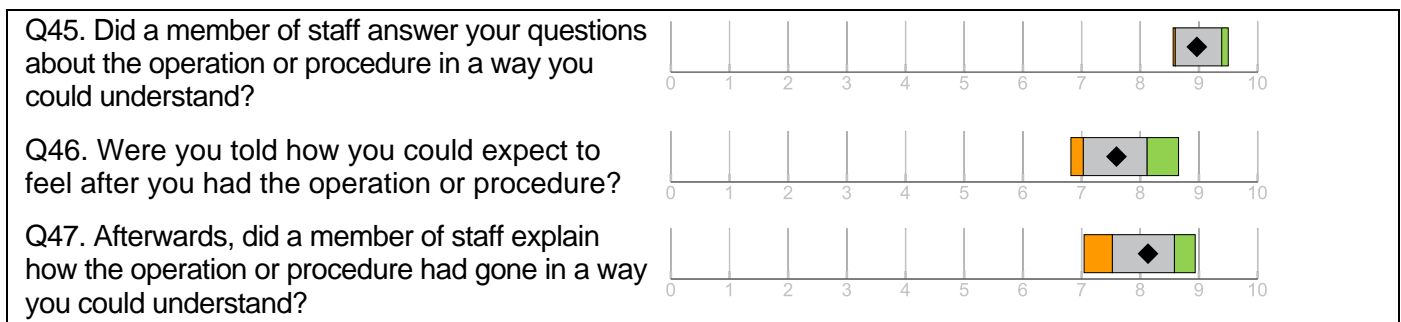 Q45. Did a member of staff answer your questions
about the operation or procedure in a way you
could understand?
0 1 2 3 4 5 6 7 8 9 10
Q46. Were you told how you could expect to
feel after you had the operation or procedure?
0 1 2 3 4 5 6 7 8 9 10
Q47. Afterwards, did a member of staff explain
how the operation or procedure had gone in a way
you could understand?
0 1 2 3 4 5 6 7 8 9 10